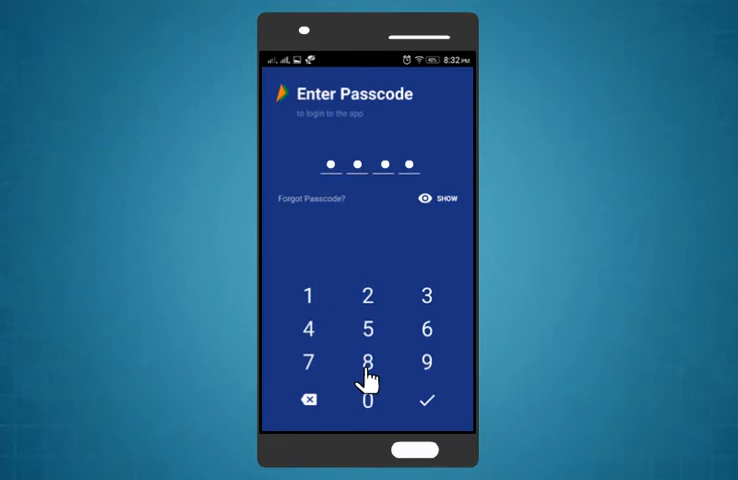 8:32 PM
Enter Passcode
to login to the app
Forgot Passcode?
SHOW
1 2 3
4 5 6
7 8 9
0